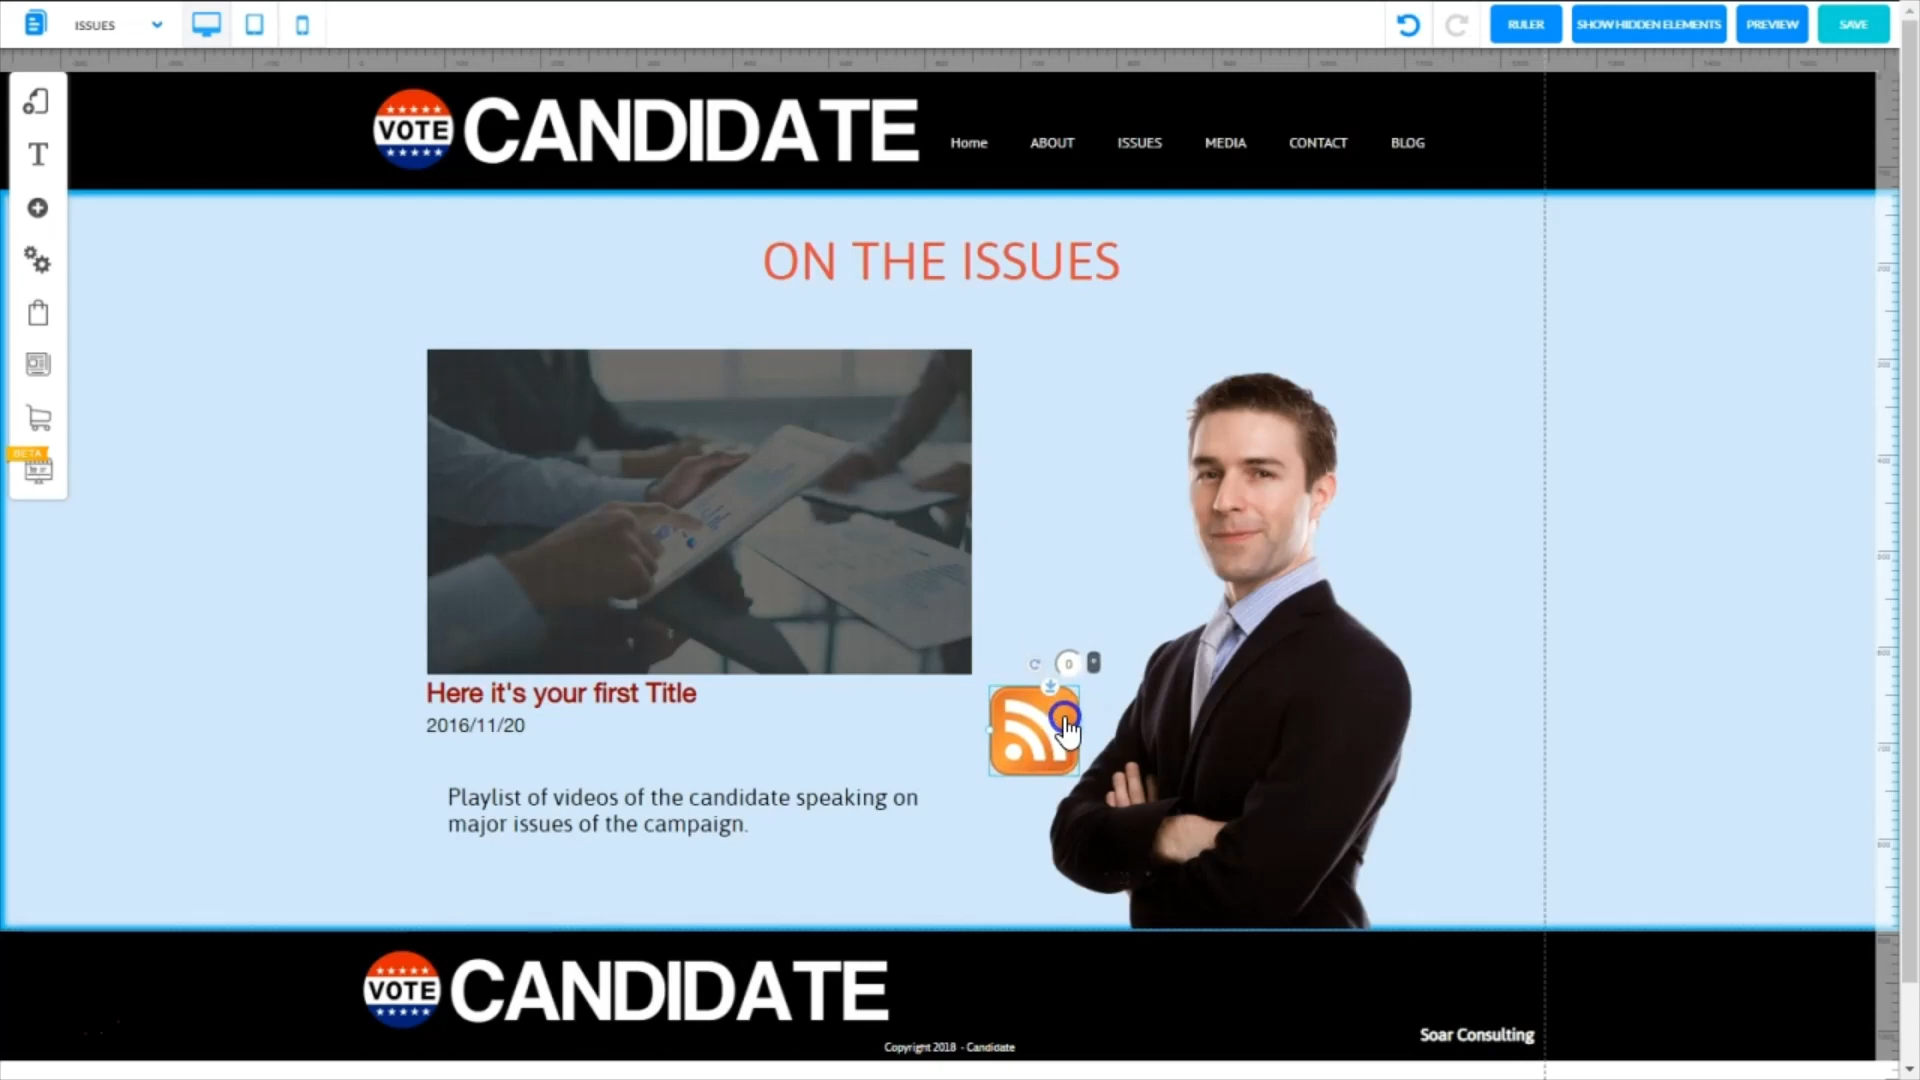 ISSUES
RULER
SHOW HIDDEN ELEMENTS
PREVIEW
SAVE
VOTE
CANDIDATE
Home
ABOUT
ISSUES
MEDIA
CONTACT
BLOG
ON THE ISSUES
BETA
0
Here it's your first Title
2016/11/20
Playlist of videos of the candidate speaking on
major issues of the campaign.
VOTE
CANDIDATE
Soar Consulting
Copyright 2018 - Candidate